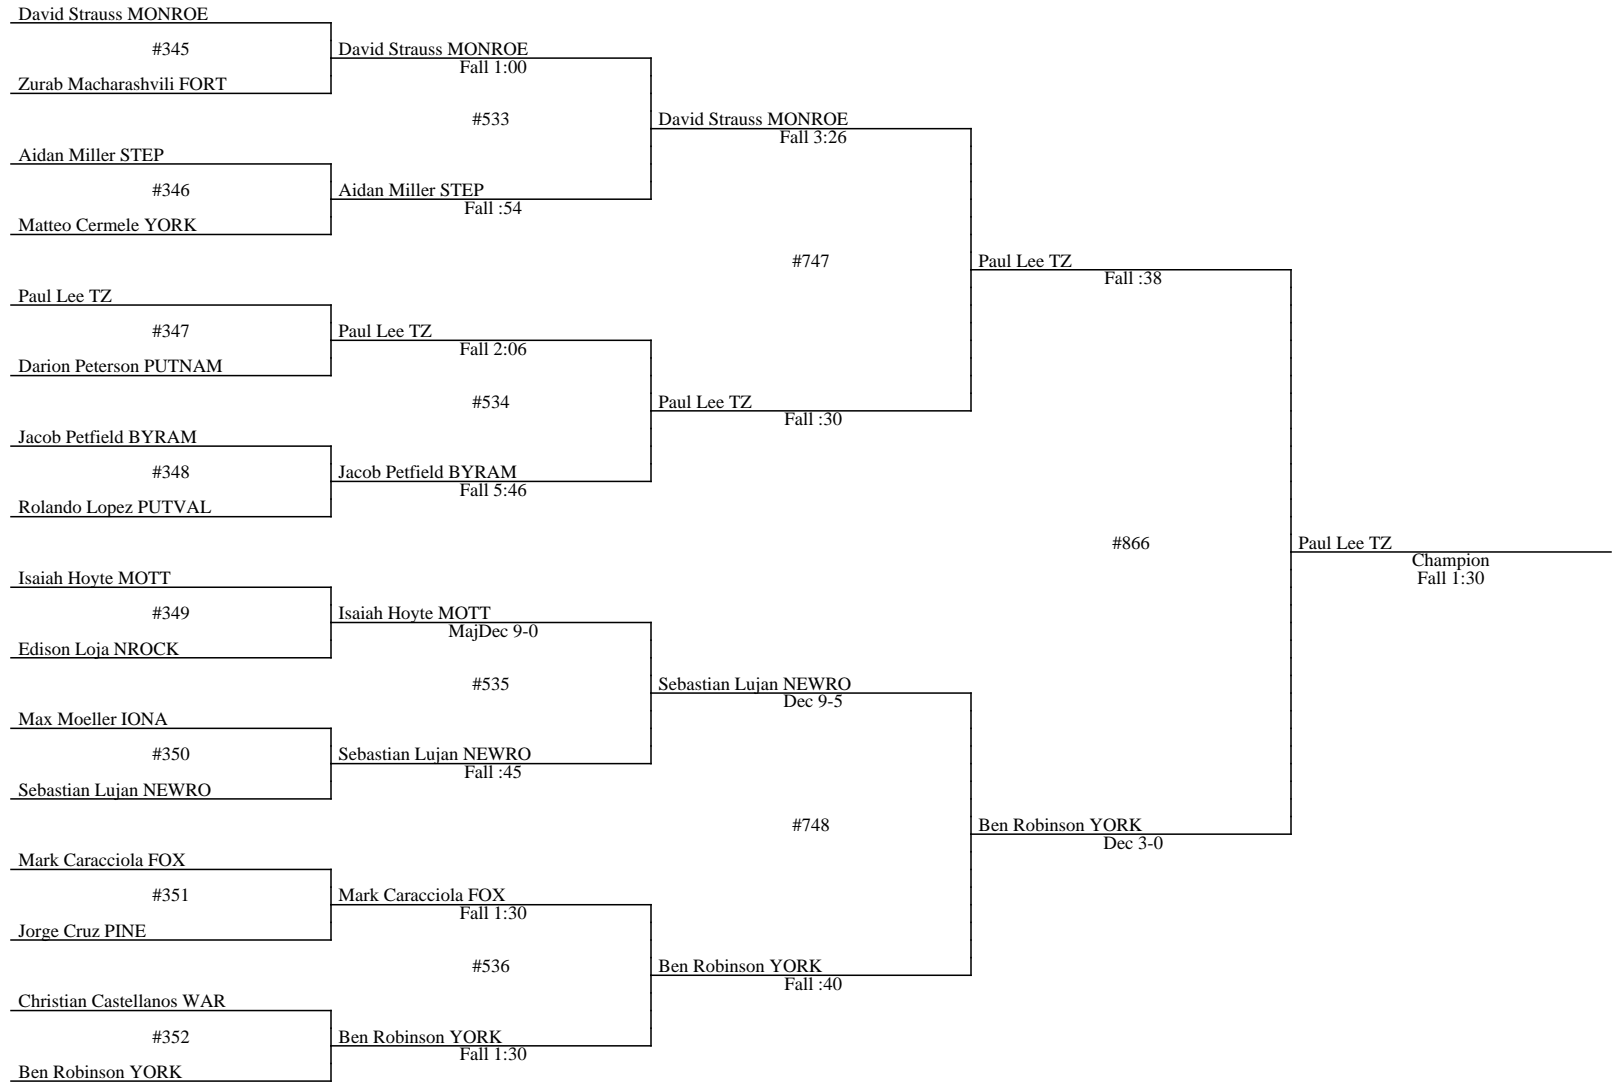 David Strauss MONROE
#345
Zurab Macharashvili FORT
Aidan Miller STEP
#346
Matteo Cermele YORK
Paul Lee TZ
#347
Darion Peterson PUTNAM
Jacob Petfield BYRAM
#348
Rolando Lopez PUTVAL
Isaiah Hoyte MOTT
#349
Edison Loja NROCK
Max Moeller IONA
#350
Sebastian Lujan NEWRO
Mark Caracciola FOX
#351
Jorge Cruz PINE
Christian Castellanos WAR
#352
Ben Robinson YORK
David Strauss MONROE
Fall 1:00
#533
Aidan Miller STEP
Fall :54
Paul Lee TZ
Fall 2:06
#534
Jacob Petfield BYRAM
Fall 5:46
Isaiah Hoyte MOTT
MajDec 9-0
#535
Sebastian Lujan NEWRO
Fall :45
Mark Caracciola FOX
Fall 1:30
#536
Ben Robinson YORK
Fall 1:30
David Strauss MONROE
Fall 3:26
#747
Paul Lee TZ
Fall :30
Sebastian Lujan NEWRO
Dec 9-5
#748
Ben Robinson YORK
Fall :40
Paul Lee TZ
Fall :38
#866
Ben Robinson YORK
Dec 3-0
Paul Lee TZ
Champion
Fall 1:30